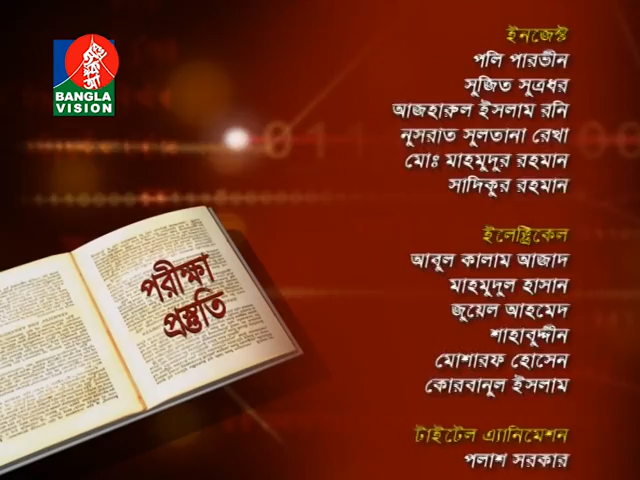 BANGLA
VISION
পরীক্ষা
প্রস্তুতি
ইনজেষ্ট
পলি পারভীন
সুজিত সুত্রধর
আজহারুল ইসলাম রনি
নুসরাত সুলতানা রেখা
মোঃ মাহমুদুর রহমান
সাদিকুর রহমান
ইলেক্ট্রিকেল
আবুল কালাম আজাদ
মাহমুদুল হাসান
জুয়েল আহমেদ
শাহাবুদ্দীন
মোশারফ হোসেন
কোরবানুল ইসলাম
টাইটেল এ্যানিমেশন
পলাশ সরকার